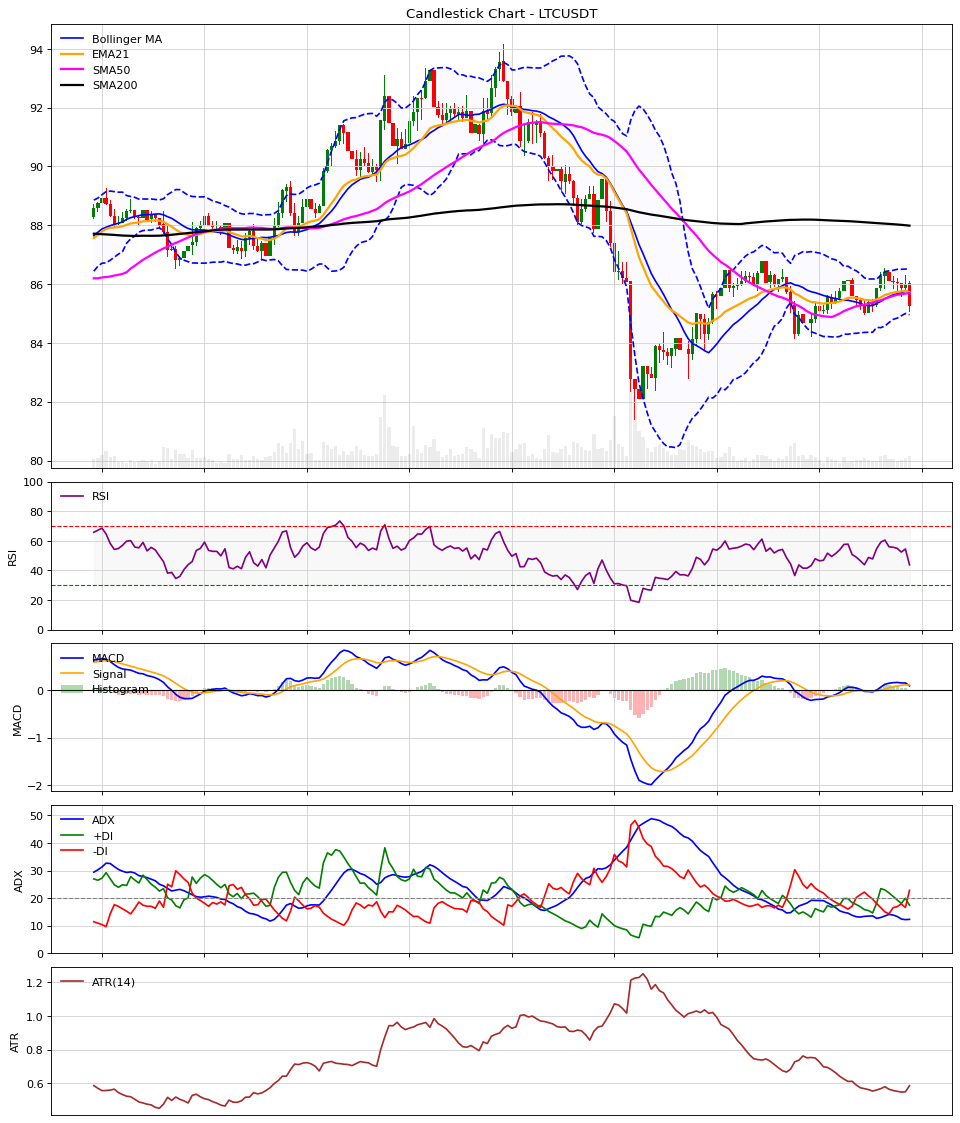 Candlestick Chart - LTCUSDT
Bollinger MA
EMA21
SMA50
SMA200
94
92
90
88
86
84
82
80
RSI
RSI
100
80
60
40
20
0
MACD
Signal
Histogram
MACD
0
−1
−2
ADX
+DI
-DI
ADX
50
40
30
20
10
0
ATR(14)
ATR
1.2
1.0
0.8
0.6